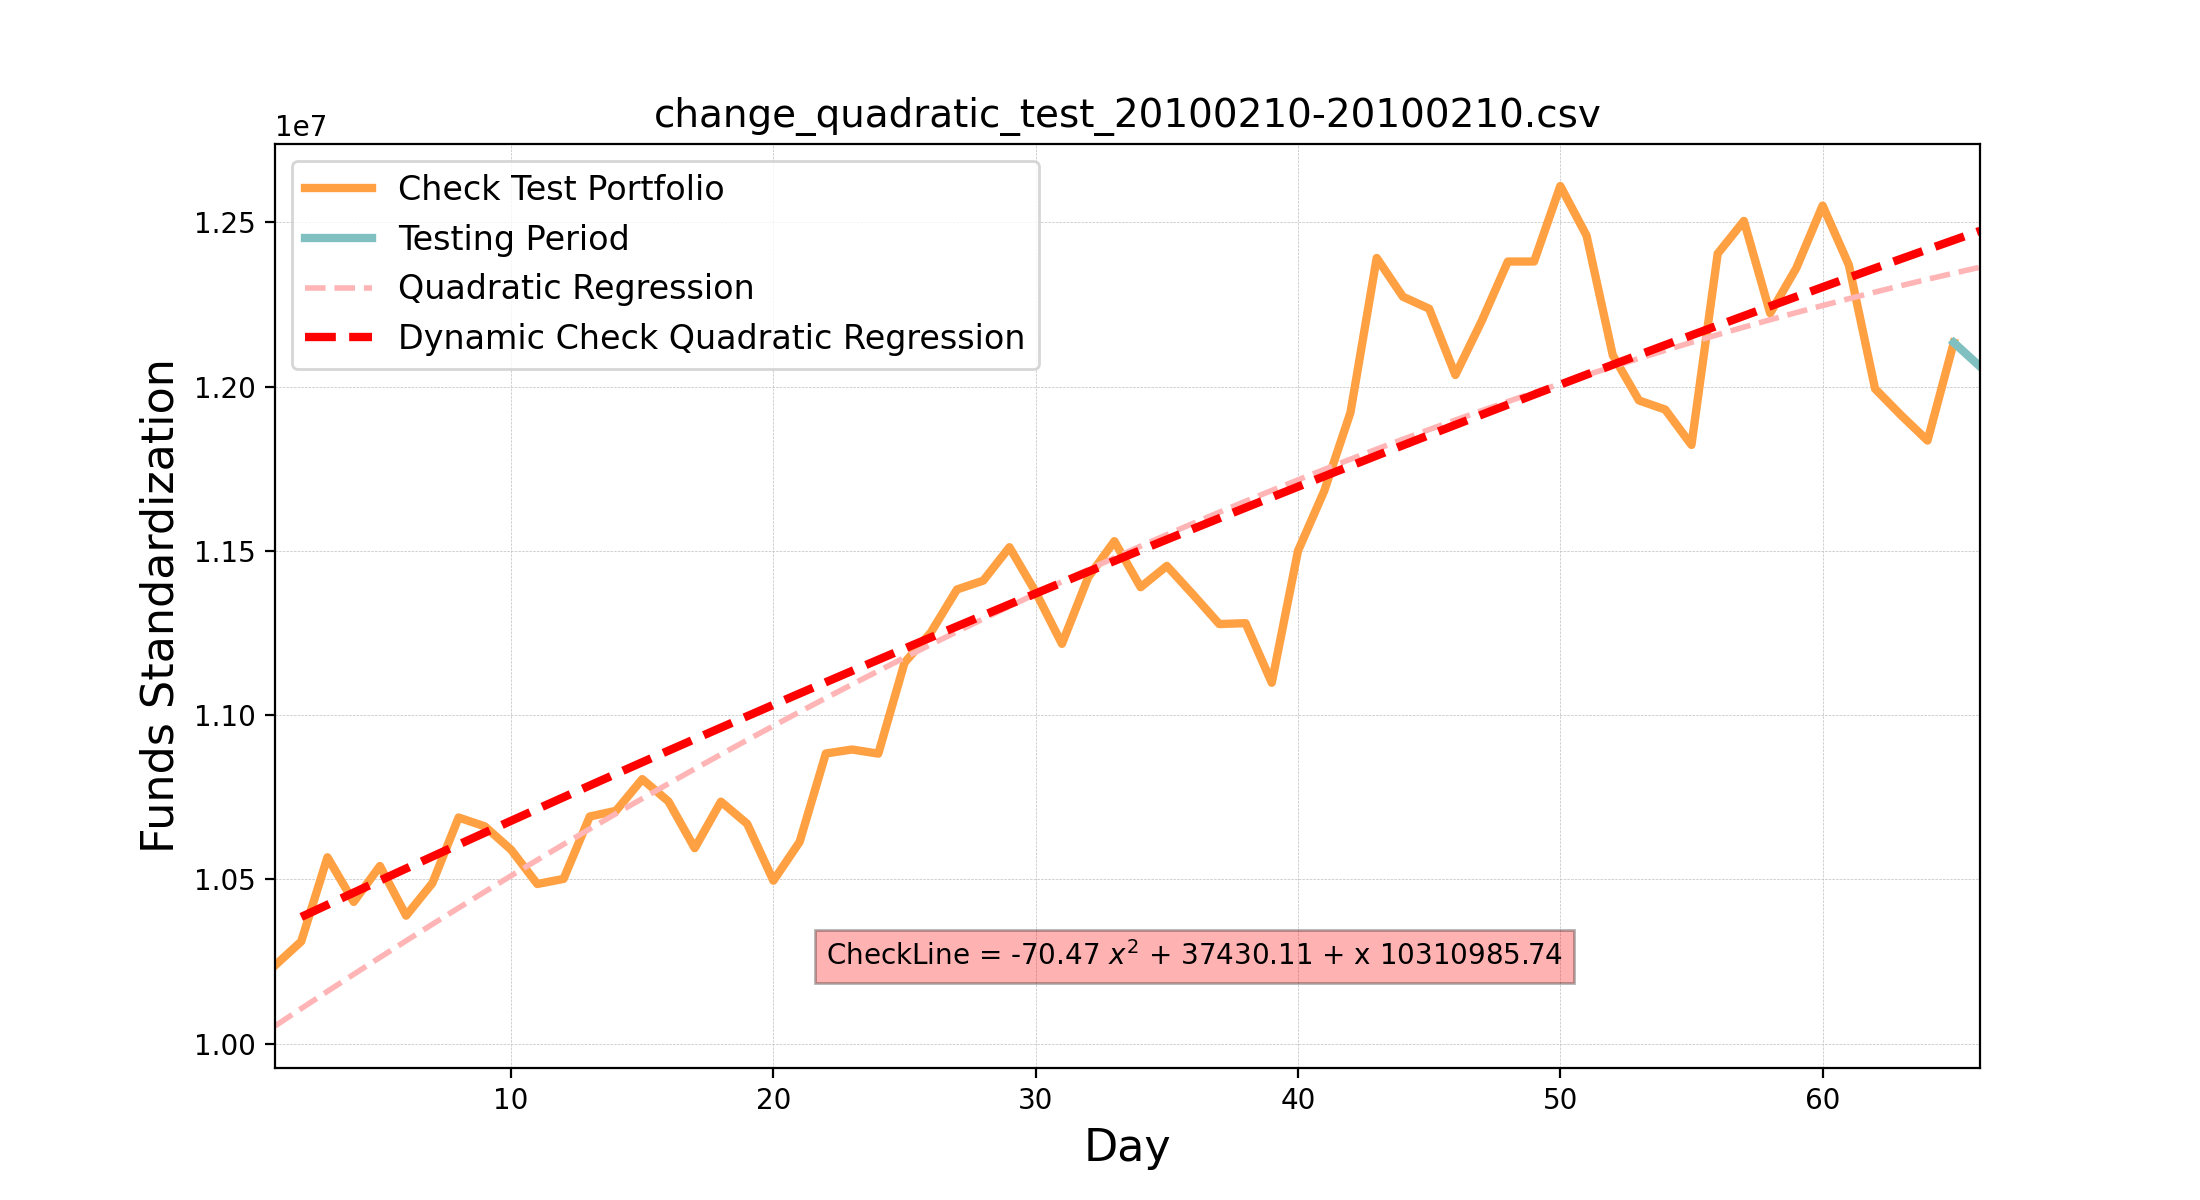 change_quadratic_test_20100210-20100210.csv
1e7
Check Test Portfolio
Testing Period
Quadratic Regression
Dynamic Check Quadratic Regression
1.25
1.20
1.15
1.10
1.05
1.00
Funds Standardization
CheckLine = -70.47 x² + 37430.11 + x 10310985.74
10 20 30 40 50 60
Day